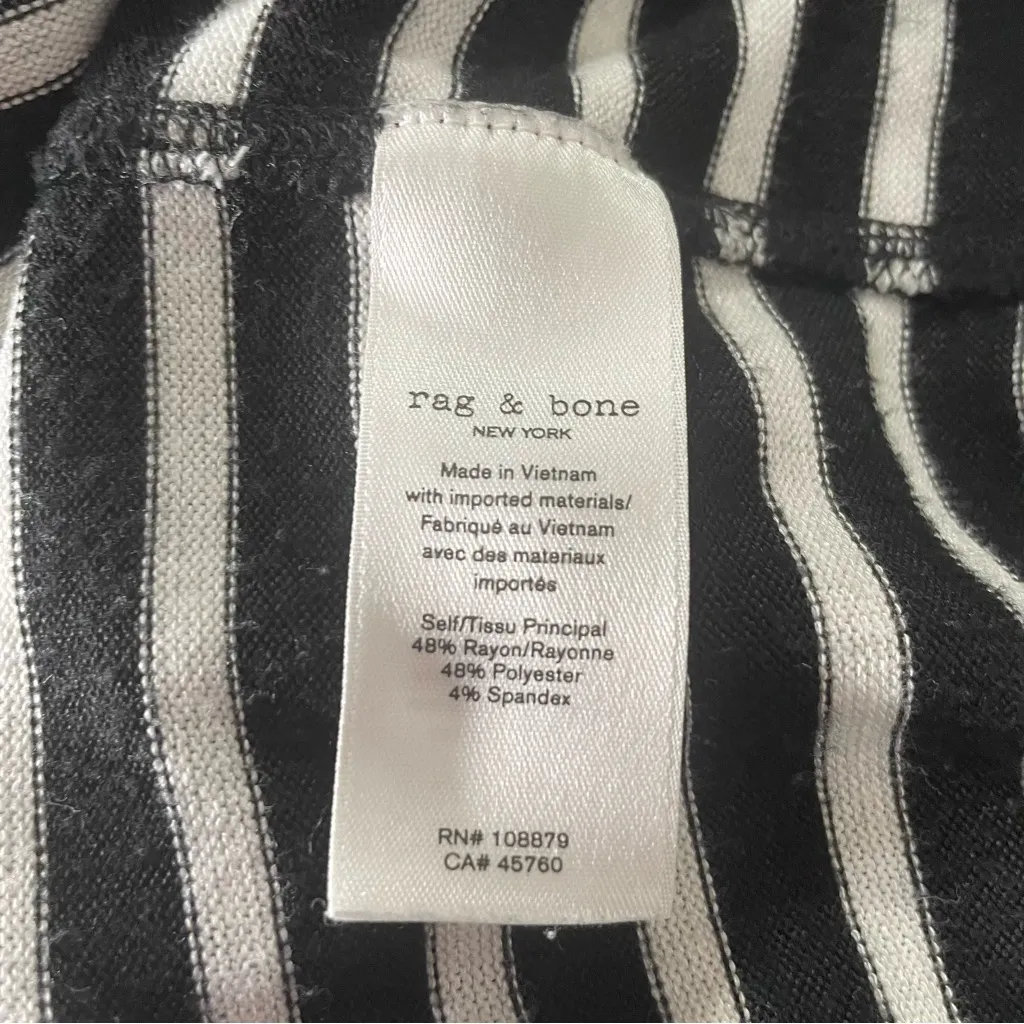 rag & bone
NEW YORK
Made in Vietnam
with imported materials/
Fabriqué au Vietnam
avec des materiaux
importés
Self/Tissu Principal
48% Rayon/Rayonne
48% Polyester
4% Spandex
RN# 108879
CA# 45760